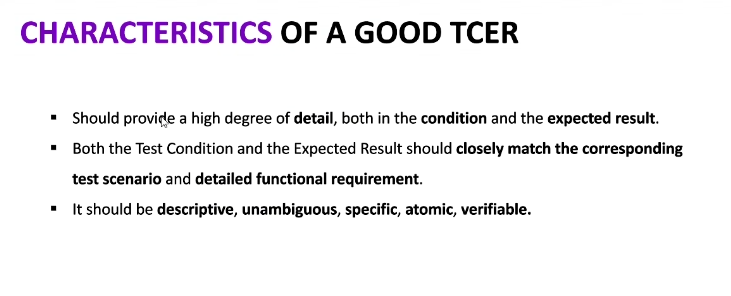 CHARACTERISTICS OF A GOOD TCER
▪ Should provide a high degree of detail, both in the condition and the expected result.
▪ Both the Test Condition and the Expected Result should closely match the corresponding
test scenario and detailed functional requirement.
▪ It should be descriptive, unambiguous, specific, atomic, verifiable.